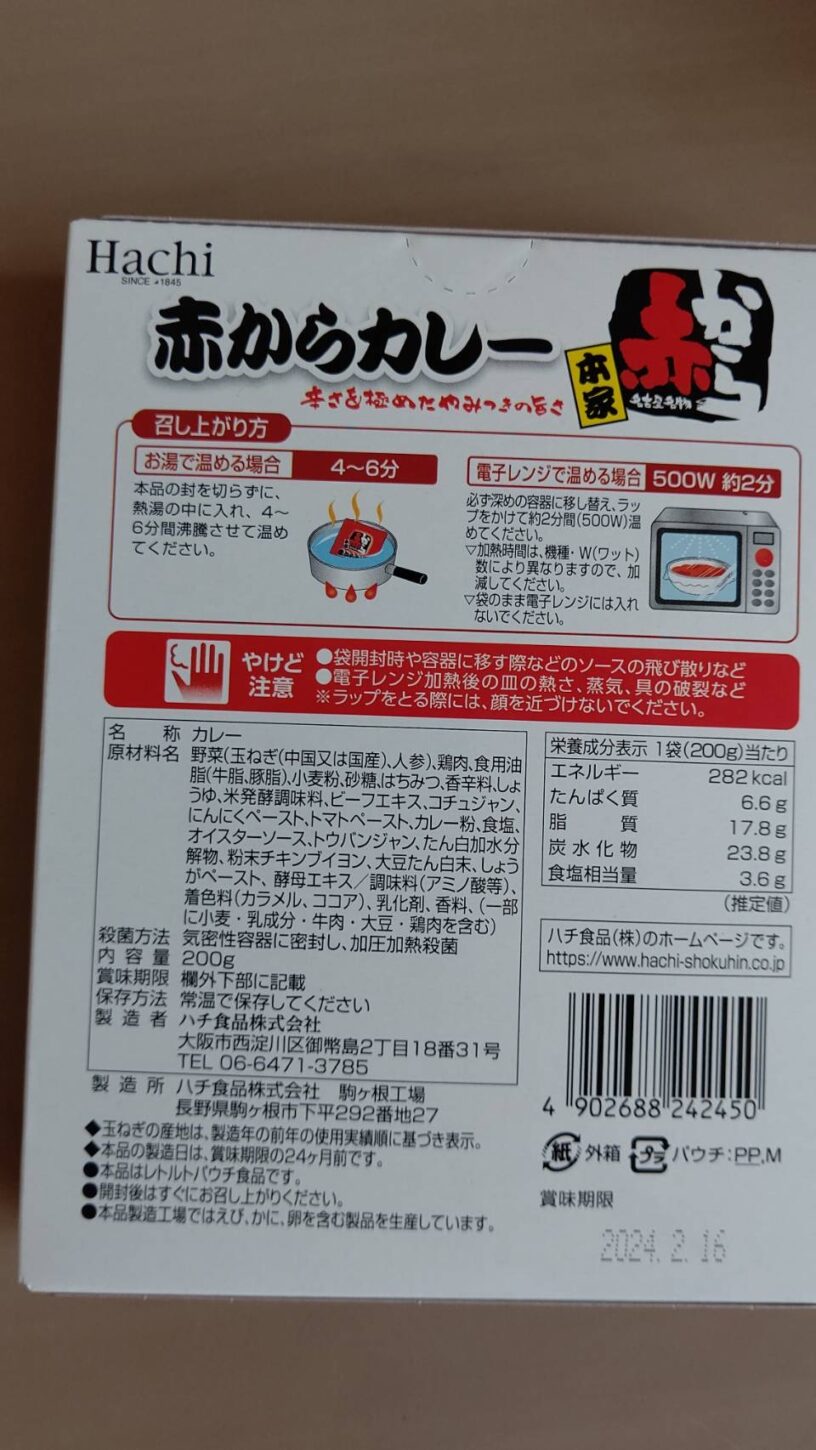 Hachi
SINCE 1845
赤からカレー
辛さを極めたやみつきの旨さ
本家
赤から
名古屋名物
召し上がり方
お湯で温める場合 4〜6分
本品の封を切らずに、
熱湯の中に入れ、4〜
6分間沸騰させて温め
てください。
電子レンジで温める場合 500W 約2分
必ず深めの容器に移し替え、ラッ
プをかけて約2分間(500W)温
めてください。
▽加熱時間は、機種・W(ワット)
数により異なりますので、加
減してください。
▽袋のまま電子レンジには入れ
ないでください。
やけど
注意
●袋開封時や容器に移す際などのソースの飛び散りなど
●電子レンジ加熱後の皿の熱さ、蒸気、具の破裂など
※ラップをとる際には、顔を近づけないでください。
名称 カレー
原材料名 野菜(玉ねぎ(中国又は国産)、人参)、鶏肉、食用油
脂(牛脂、豚脂)、小麦粉、砂糖、はちみつ、香辛料、しょ
うゆ、米発酵調味料、ビーフエキス、コチュジャン、
にんにくペースト、トマトペースト、カレー粉、食塩、
オイスターソース、トウバンジャン、たん白加水分
解物、粉末チキンブイヨン、大豆たん白末、しょう
がペースト、酵母エキス／調味料(アミノ酸等)、
着色料(カラメル、ココア)、乳化剤、香料、(一部
に小麦・乳成分・牛肉・大豆・鶏肉を含む)
殺菌方法 気密性容器に密封し、加圧加熱殺菌
内容量 200g
賞味期限 欄外下部に記載
保存方法 常温で保存してください
製造者 ハチ食品株式会社
大阪市西淀川区御幣島2丁目18番31号
TEL 06-6471-3785
製造所 ハチ食品株式会社 駒ヶ根工場
長野県駒ヶ根市下平292番地27
◆玉ねぎの産地は、製造年の前年の使用実績順に基づき表示。
◆本品の製造日は、賞味期限の24ヶ月前です。
●本品はレトルトパウチ食品です。
●開封後はすぐにお召し上がりください。
●本品製造工場ではえび、かに、卵を含む製品を生産しています。
栄養成分表示 1袋(200g)当たり
エネルギー 282kcal
たんぱく質 6.6g
脂質 17.8g
炭水化物 23.8g
食塩相当量 3.6g
(推定値)
ハチ食品(株)のホームページです。
https://www.hachi-shokuhin.co.jp
4 902688 242450
紙 外箱 プラ パウチ:PP,M
賞味期限
2024. 2. 16